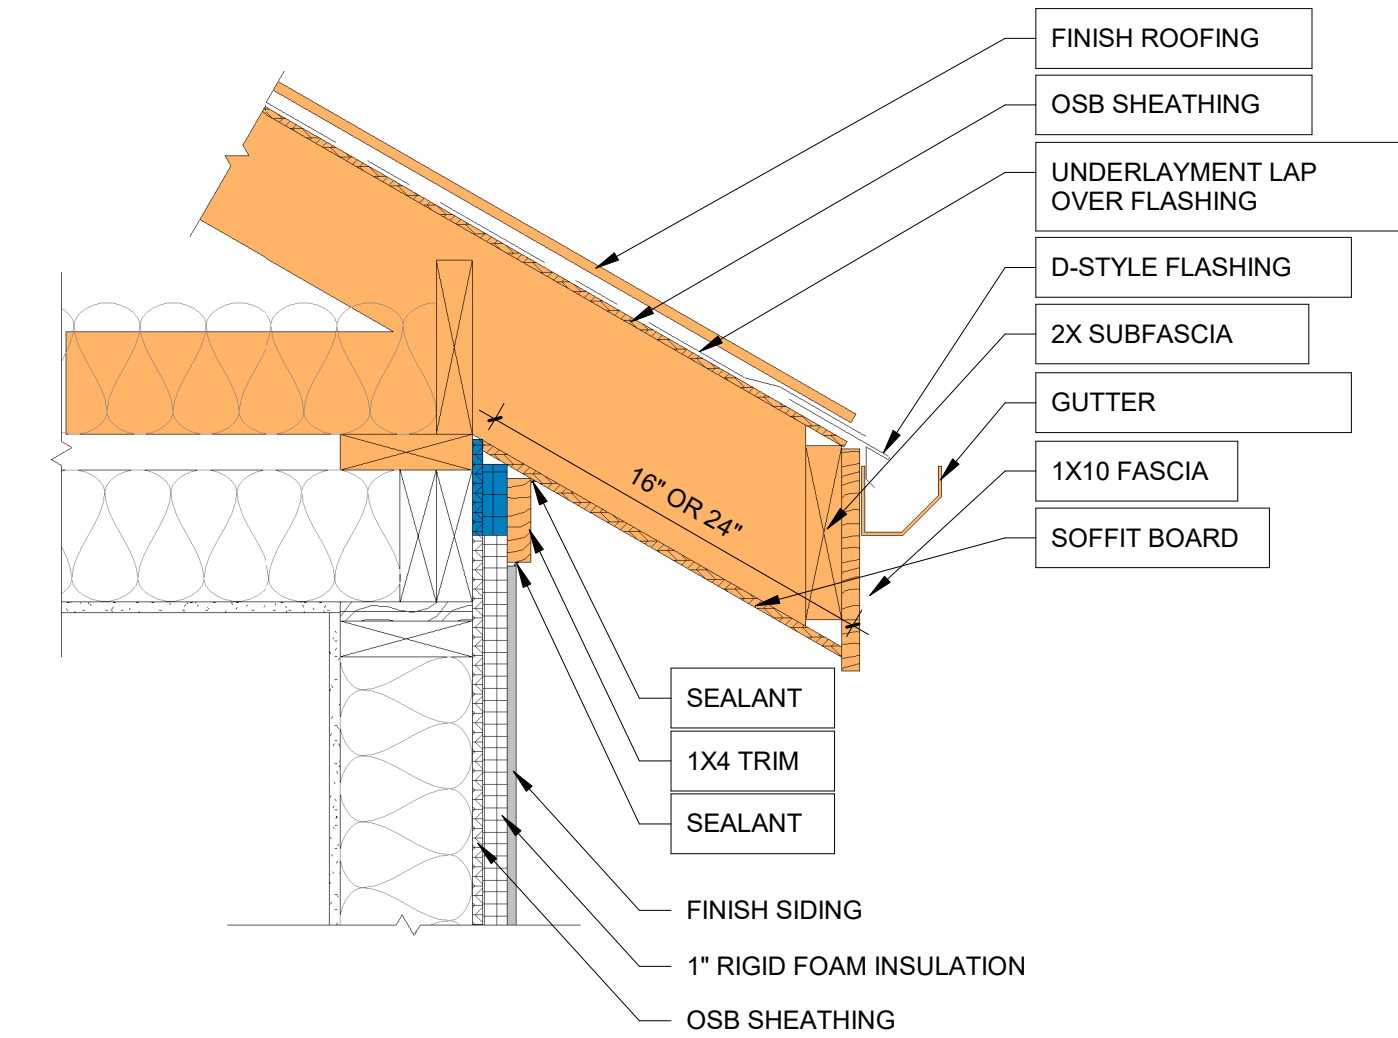 FINISH ROOFING
OSB SHEATHING
UNDERLAYMENT LAP
OVER FLASHING
D-STYLE FLASHING
2X SUBFASCIA
GUTTER
1X10 FASCIA
SOFFIT BOARD
16" OR 24"
SEALANT
1X4 TRIM
SEALANT
FINISH SIDING
1" RIGID FOAM INSULATION
OSB SHEATHING